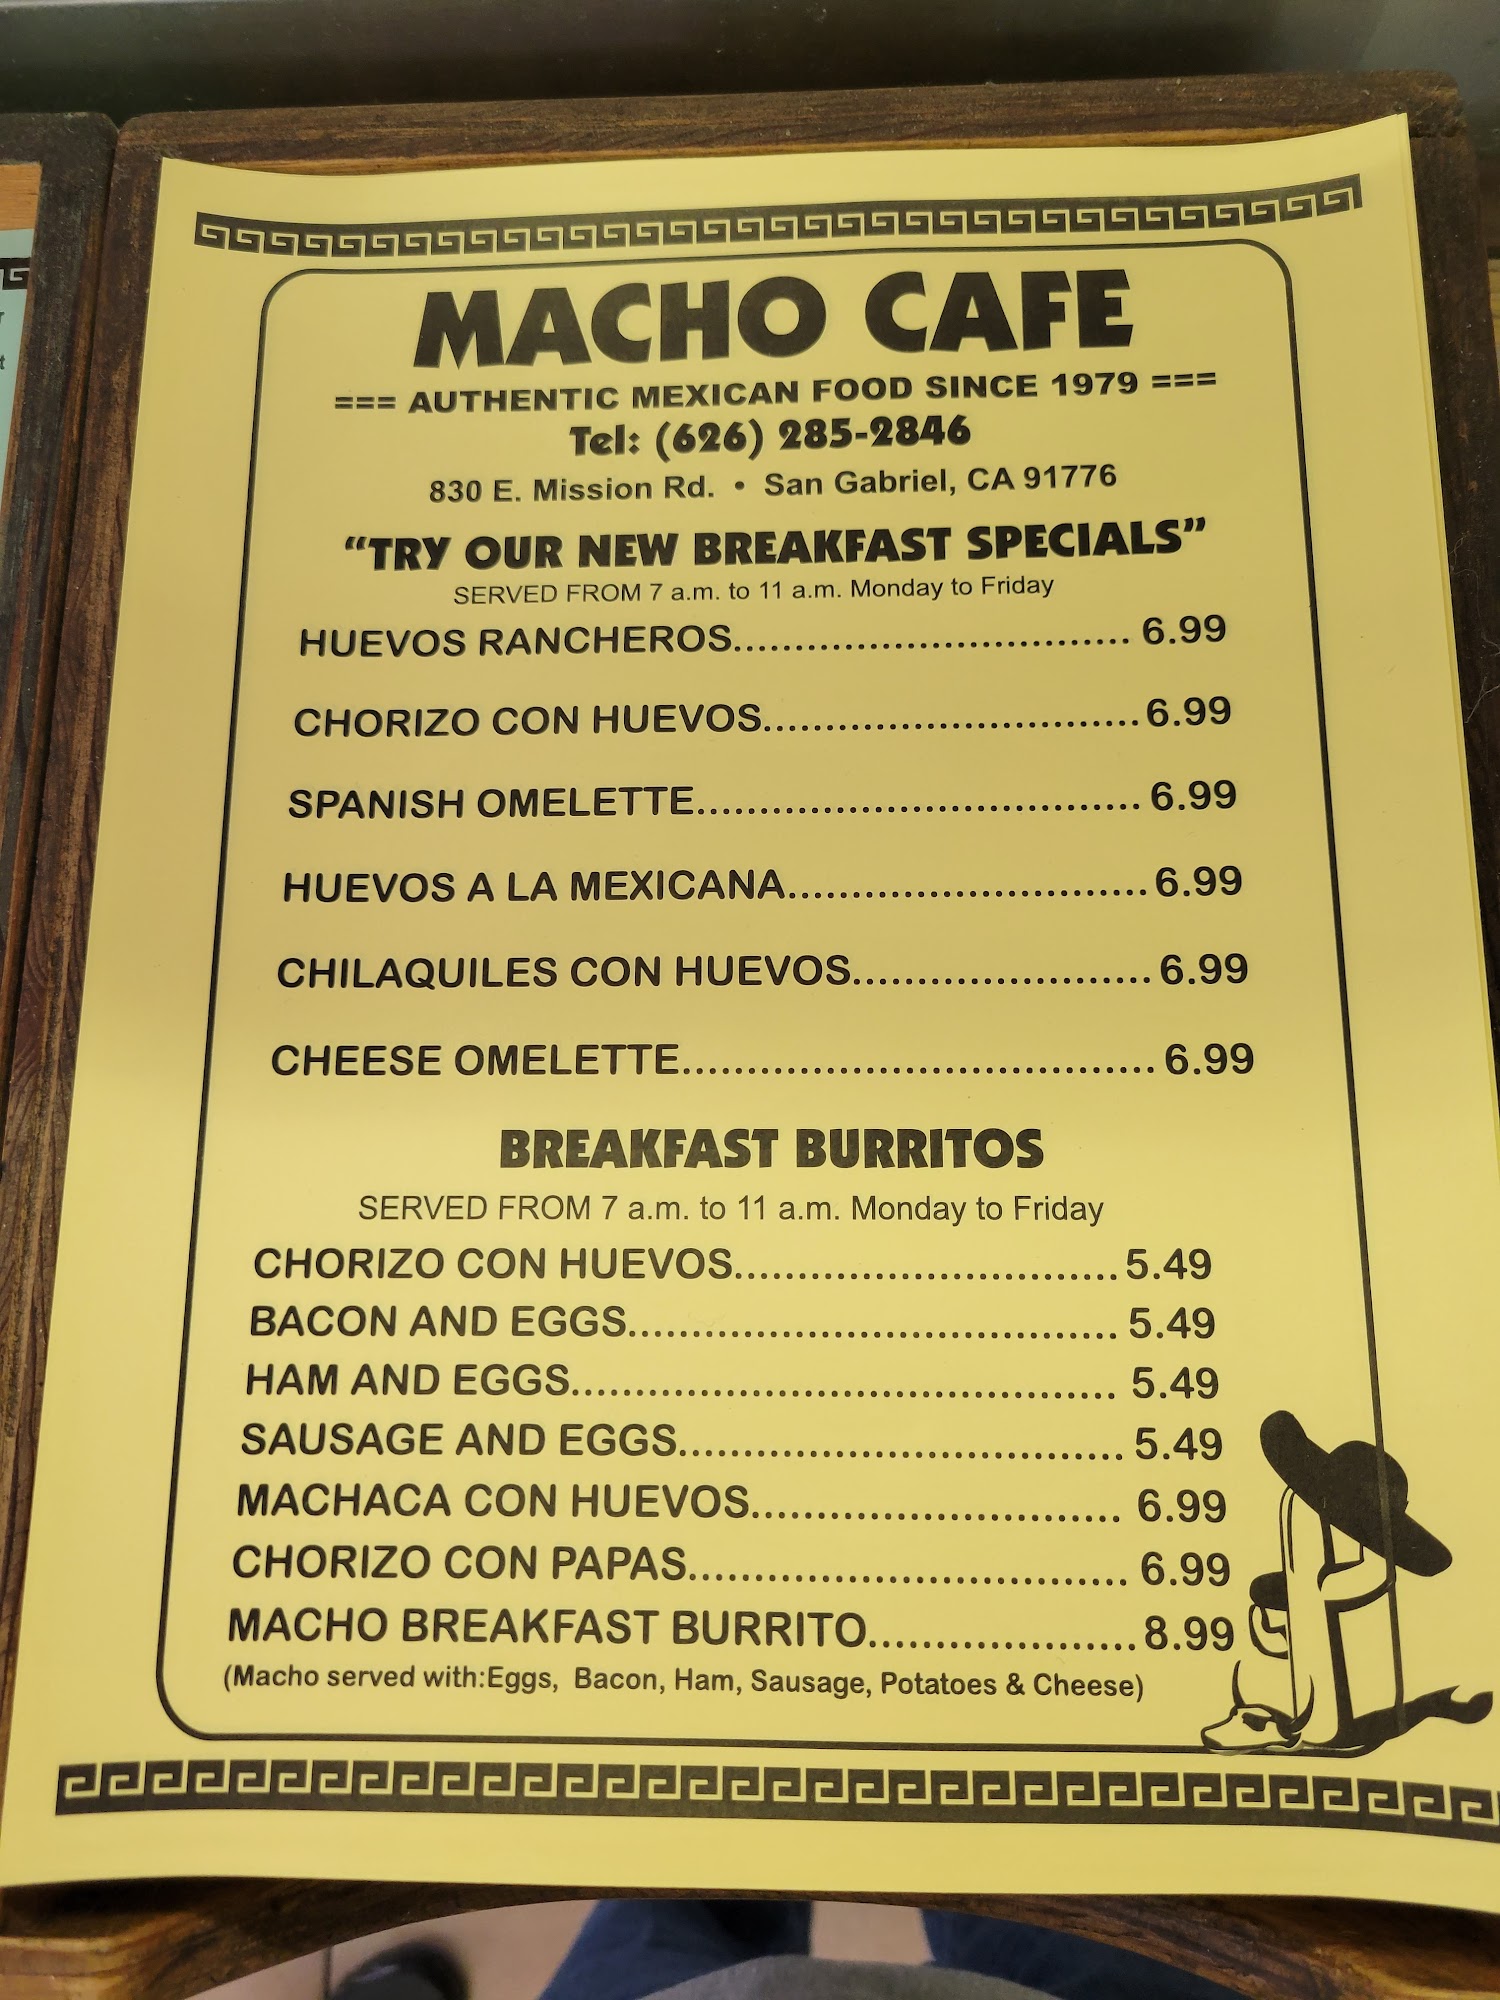 MACHO CAFE
=== AUTHENTIC MEXICAN FOOD SINCE 1979 ===
Tel: (626) 285-2846
830 E. Mission Rd. • San Gabriel, CA 91776
“TRY OUR NEW BREAKFAST SPECIALS”
SERVED FROM 7 a.m. to 11 a.m. Monday to Friday
HUEVOS RANCHEROS................................ 6.99
CHORIZO CON HUEVOS..............................6.99
SPANISH OMELETTE................................... 6.99
HUEVOS A LA MEXICANA............................ 6.99
CHILAQUILES CON HUEVOS....................... 6.99
CHEESE OMELETTE..................................... 6.99
BREAKFAST BURRITOS
SERVED FROM 7 a.m. to 11 a.m. Monday to Friday
CHORIZO CON HUEVOS.............................. 5.49
BACON AND EGGS...................................... 5.49
HAM AND EGGS.......................................... 5.49
SAUSAGE AND EGGS.................................. 5.49
MACHACA CON HUEVOS............................ 6.99
CHORIZO CON PAPAS.................................. 6.99
MACHO BREAKFAST BURRITO.....................8.99
(Macho served with:Eggs, Bacon, Ham, Sausage, Potatoes & Cheese)